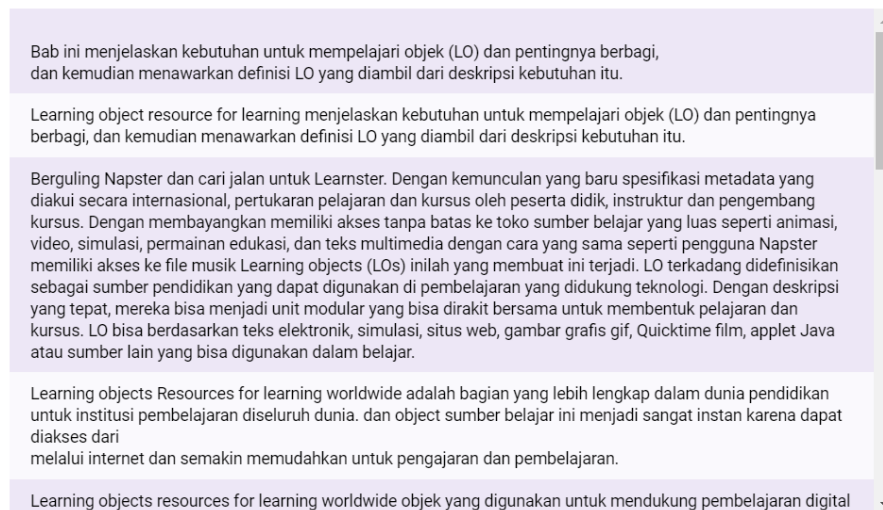 Bab ini menjelaskan kebutuhan untuk mempelajari objek (LO) dan pentingnya berbagi,
dan kemudian menawarkan definisi LO yang diambil dari deskripsi kebutuhan itu.
Learning object resource for learning menjelaskan kebutuhan untuk mempelajari objek (LO) dan pentingnya
berbagi, dan kemudian menawarkan definisi LO yang diambil dari deskripsi kebutuhan itu.
Berguling Napster dan cari jalan untuk Learnster. Dengan kemunculan yang baru spesifikasi metadata yang
diakui secara internasional, pertukaran pelajaran dan kursus oleh peserta didik, instruktur dan pengembang
kursus. Dengan membayangkan memiliki akses tanpa batas ke toko sumber belajar yang luas seperti animasi,
video, simulasi, permainan edukasi, dan teks multimedia dengan cara yang sama seperti pengguna Napster
memiliki akses ke file musik Learning objects (LOs) inilah yang membuat ini terjadi. LO terkadang didefinisikan
sebagai sumber pendidikan yang dapat digunakan di pembelajaran yang didukung teknologi. Dengan deskripsi
yang tepat, mereka bisa menjadi unit modular yang bisa dirakit bersama untuk membentuk pelajaran dan
kursus. LO bisa berdasarkan teks elektronik, simulasi, situs web, gambar grafis gif, Quicktime film, applet Java
atau sumber lain yang bisa digunakan dalam belajar.
Learning objects Resources for learning worldwide adalah bagian yang lebih lengkap dalam dunia pendidikan
untuk institusi pembelajaran diseluruh dunia. dan object sumber belajar ini menjadi sangat instan karena dapat
diakses dari
melalui internet dan semakin memudahkan untuk pengajaran dan pembelajaran.
Learning objects resources for learning worldwide objek yang digunakan untuk mendukung pembelajaran digital